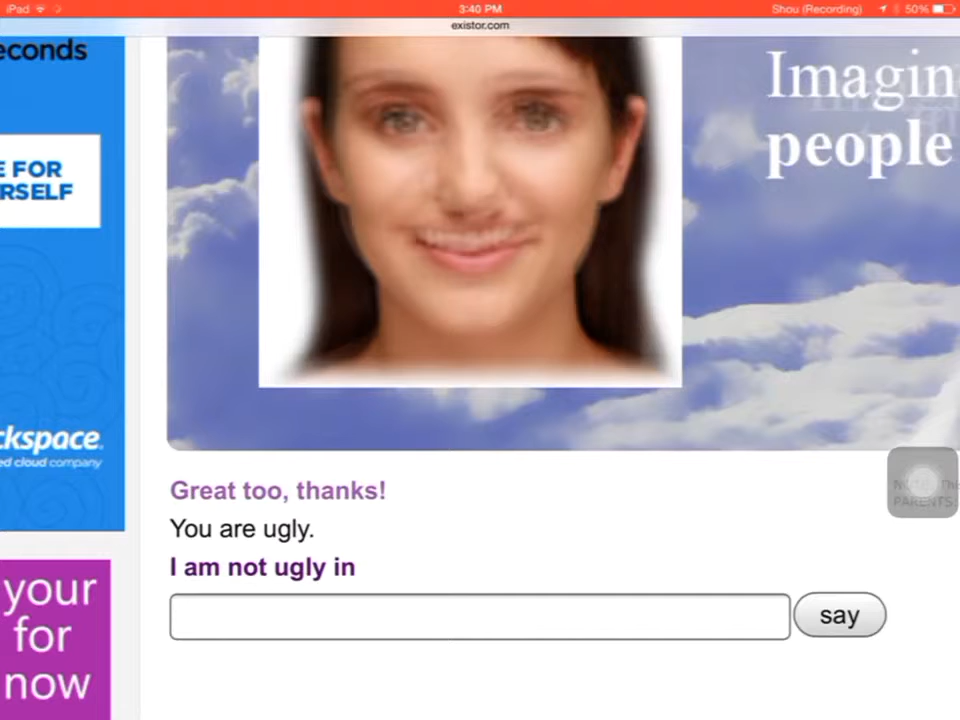 iPad
3:40 PM
Shou (Recording)
50%
existor.com
econds
E FOR
RSELF
ckspace.
ed cloud company
your
for
now
Imagin
people
Great too, thanks!
You are ugly.
I am not ugly in
say
PARENTS